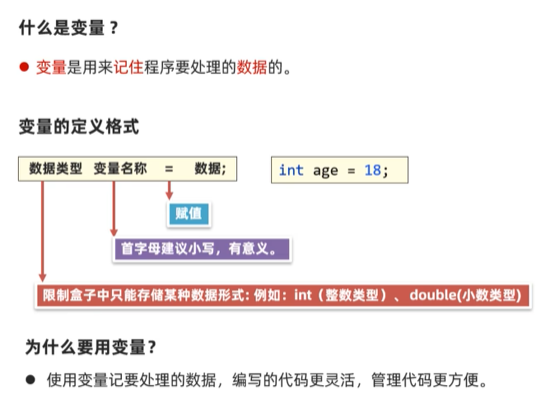 什么是变量？
● 变量是用来记住程序要处理的数据的。
变量的定义格式
数据类型 变量名称 = 数据;
int age = 18;
赋值
首字母建议小写，有意义。
限制盒子中只能存储某种数据形式: 例如：int（整数类型）、double(小数类型)
为什么要用变量?
● 使用变量记要处理的数据，编写的代码更灵活，管理代码更方便。